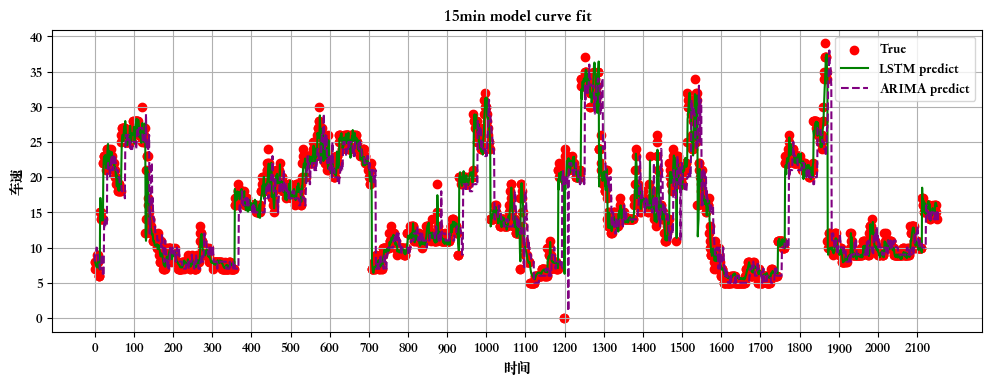 15min model curve fit
True
LSTM predict
ARIMA predict
车速
40
35
30
25
20
15
10
5
0
0 100 200 300 400 500 600 700 800 900 1000 1100 1200 1300 1400 1500 1600 1700 1800 1900 2000 2100
时间